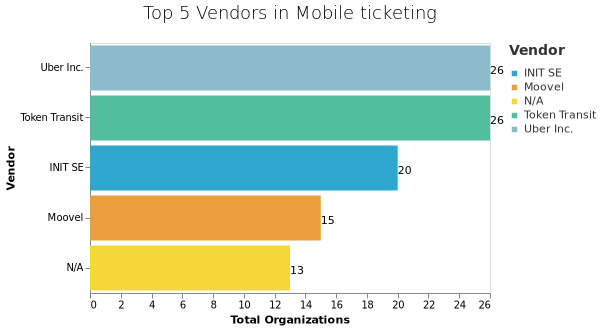 Top 5 Vendors in Mobile ticketing
Vendor
Uber Inc.
Token Transit
INIT SE
Moovel
N/A
26
26
20
15
13
0 2 4 6 8 10 12 14 16 18 20 22 24 26
Total Organizations
Vendor
INIT SE
Moovel
N/A
Token Transit
Uber Inc.